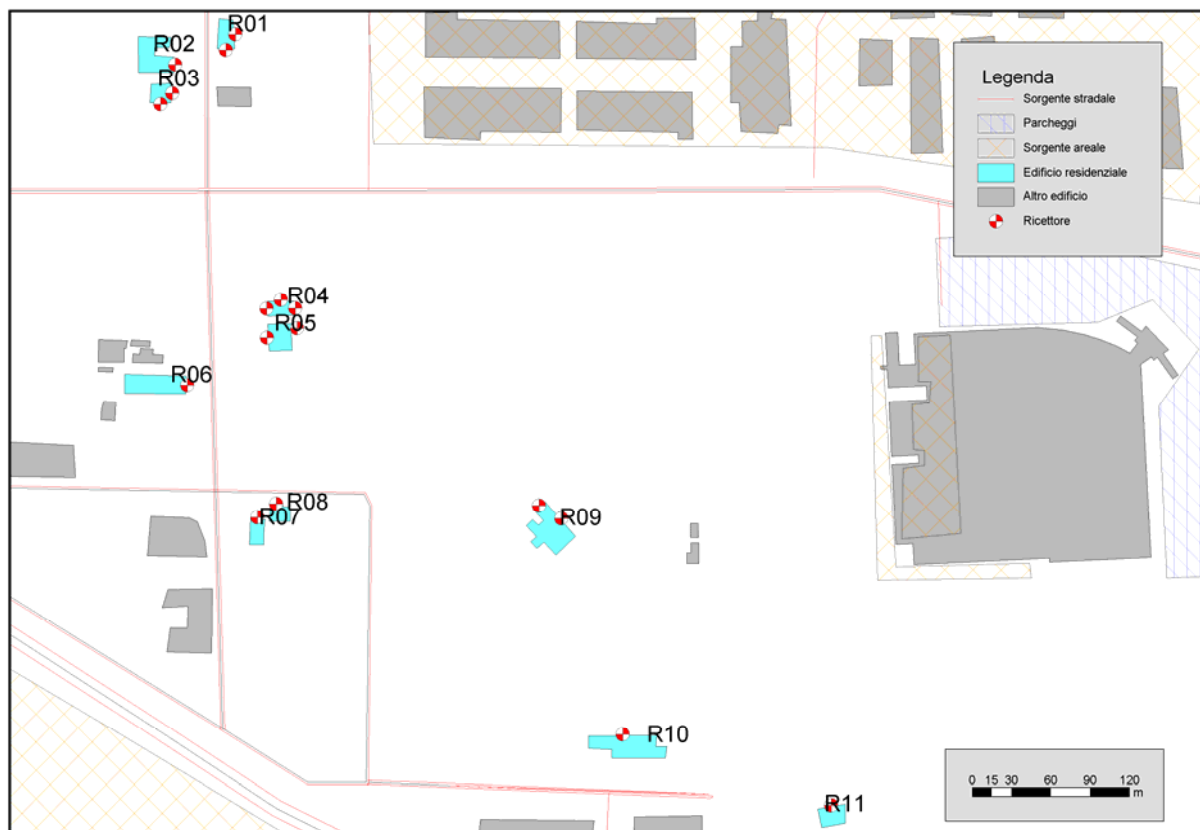 R01
R02
R03
Legenda
Sorgente stradale
Parcheggi
Sorgente areale
Edificio residenziale
Altro edificio
Ricettore
R04
R05
R06
R08
R07
R09
R10
R11
0 15 30 60 90 120
m